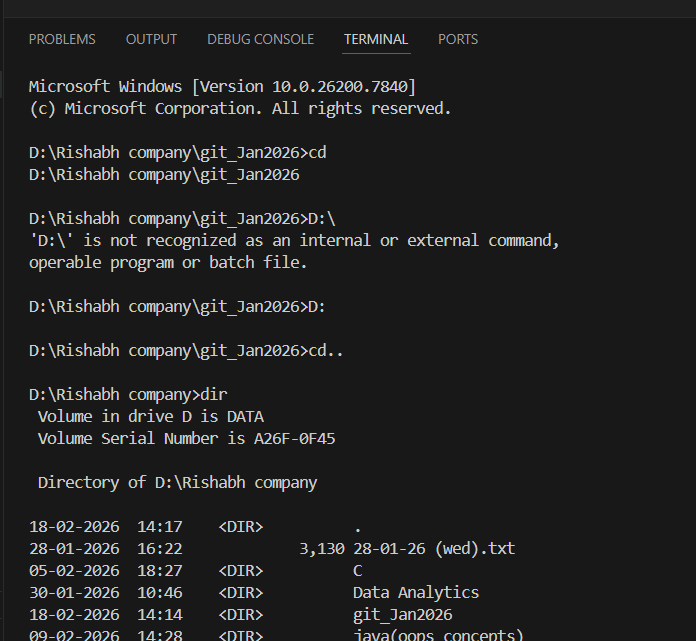 PROBLEMS OUTPUT DEBUG CONSOLE TERMINAL PORTS
Microsoft Windows [Version 10.0.26200.7840]
(c) Microsoft Corporation. All rights reserved.
D:\Rishabh company\git_Jan2026>cd
D:\Rishabh company\git_Jan2026
D:\Rishabh company\git_Jan2026>D:\
'D:\' is not recognized as an internal or external command,
operable program or batch file.
D:\Rishabh company\git_Jan2026>D:
D:\Rishabh company\git_Jan2026>cd..
D:\Rishabh company>dir
Volume in drive D is DATA
Volume Serial Number is A26F-0F45
Directory of D:\Rishabh company
18-02-2026 14:17 <DIR> .
28-01-2026 16:22 3,130 28-01-26 (wed).txt
05-02-2026 18:27 <DIR> C
30-01-2026 10:46 <DIR> Data Analytics
18-02-2026 14:14 <DIR> git_Jan2026
09-02-2026 14:28 <DIR> java(oops concepts)